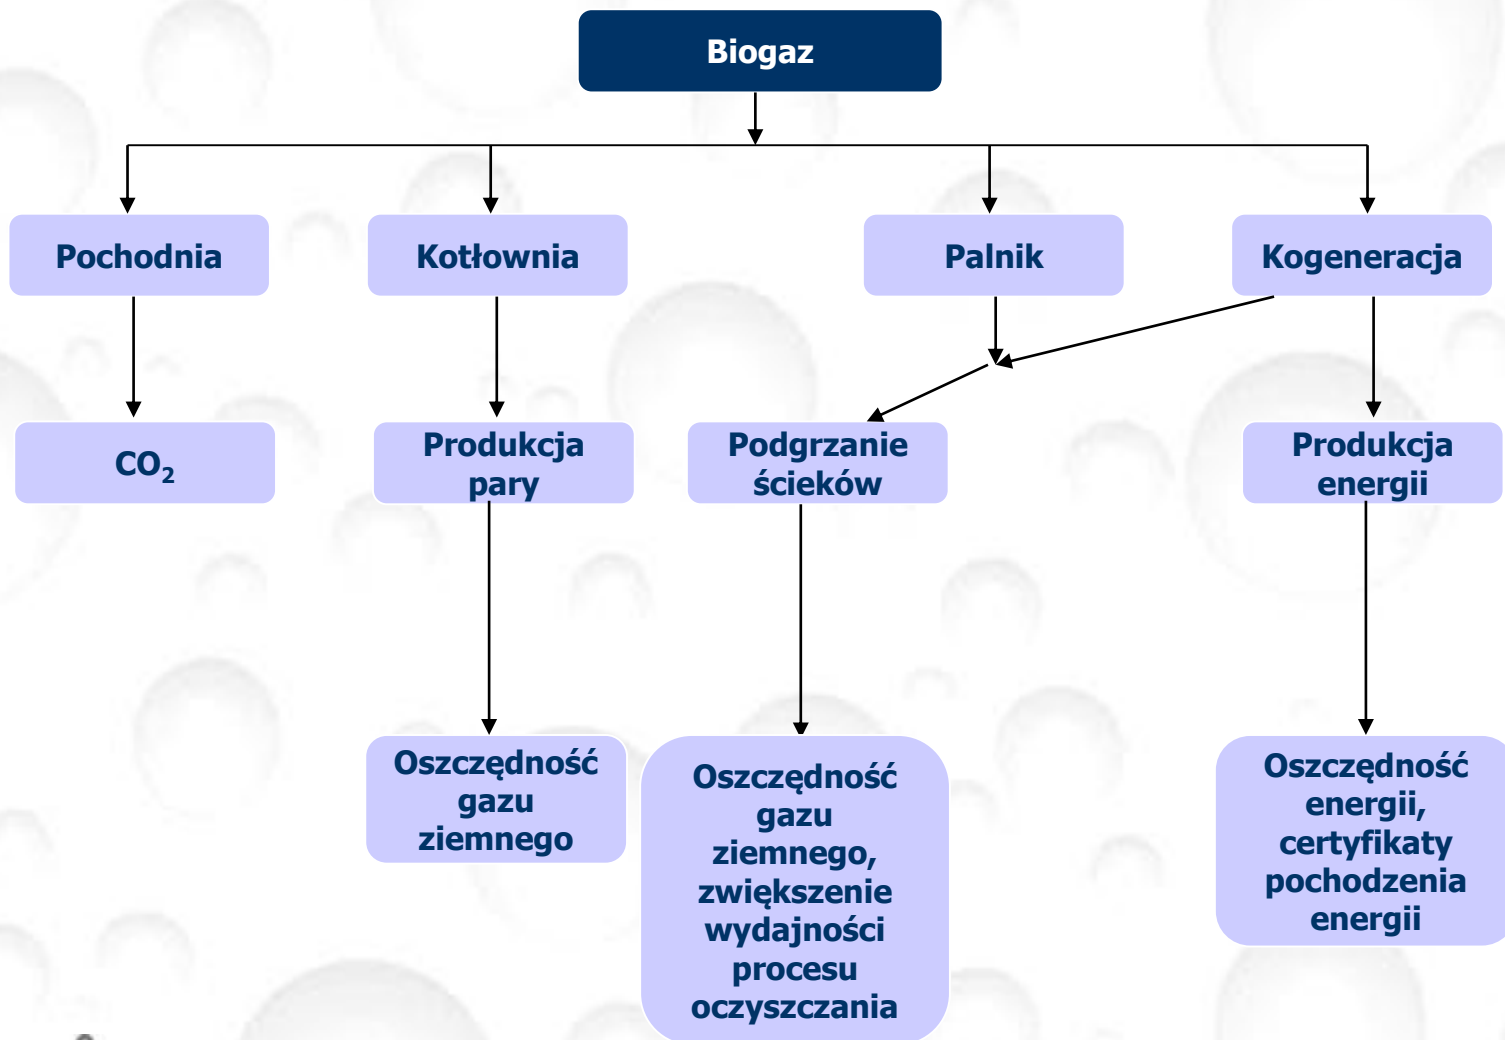 Biogaz
Pochodnia
Kotłownia
Palnik
Kogeneracja
CO₂
Produkcja
pary
Podgrzanie
ścieków
Produkcja
energii
Oszczędność
gazu
ziemnego
Oszczędność
gazu
ziemnego,
zwiększenie
wydajności
procesu
oczyszczania
Oszczędność
energii,
certyfikaty
pochodzenia
energii